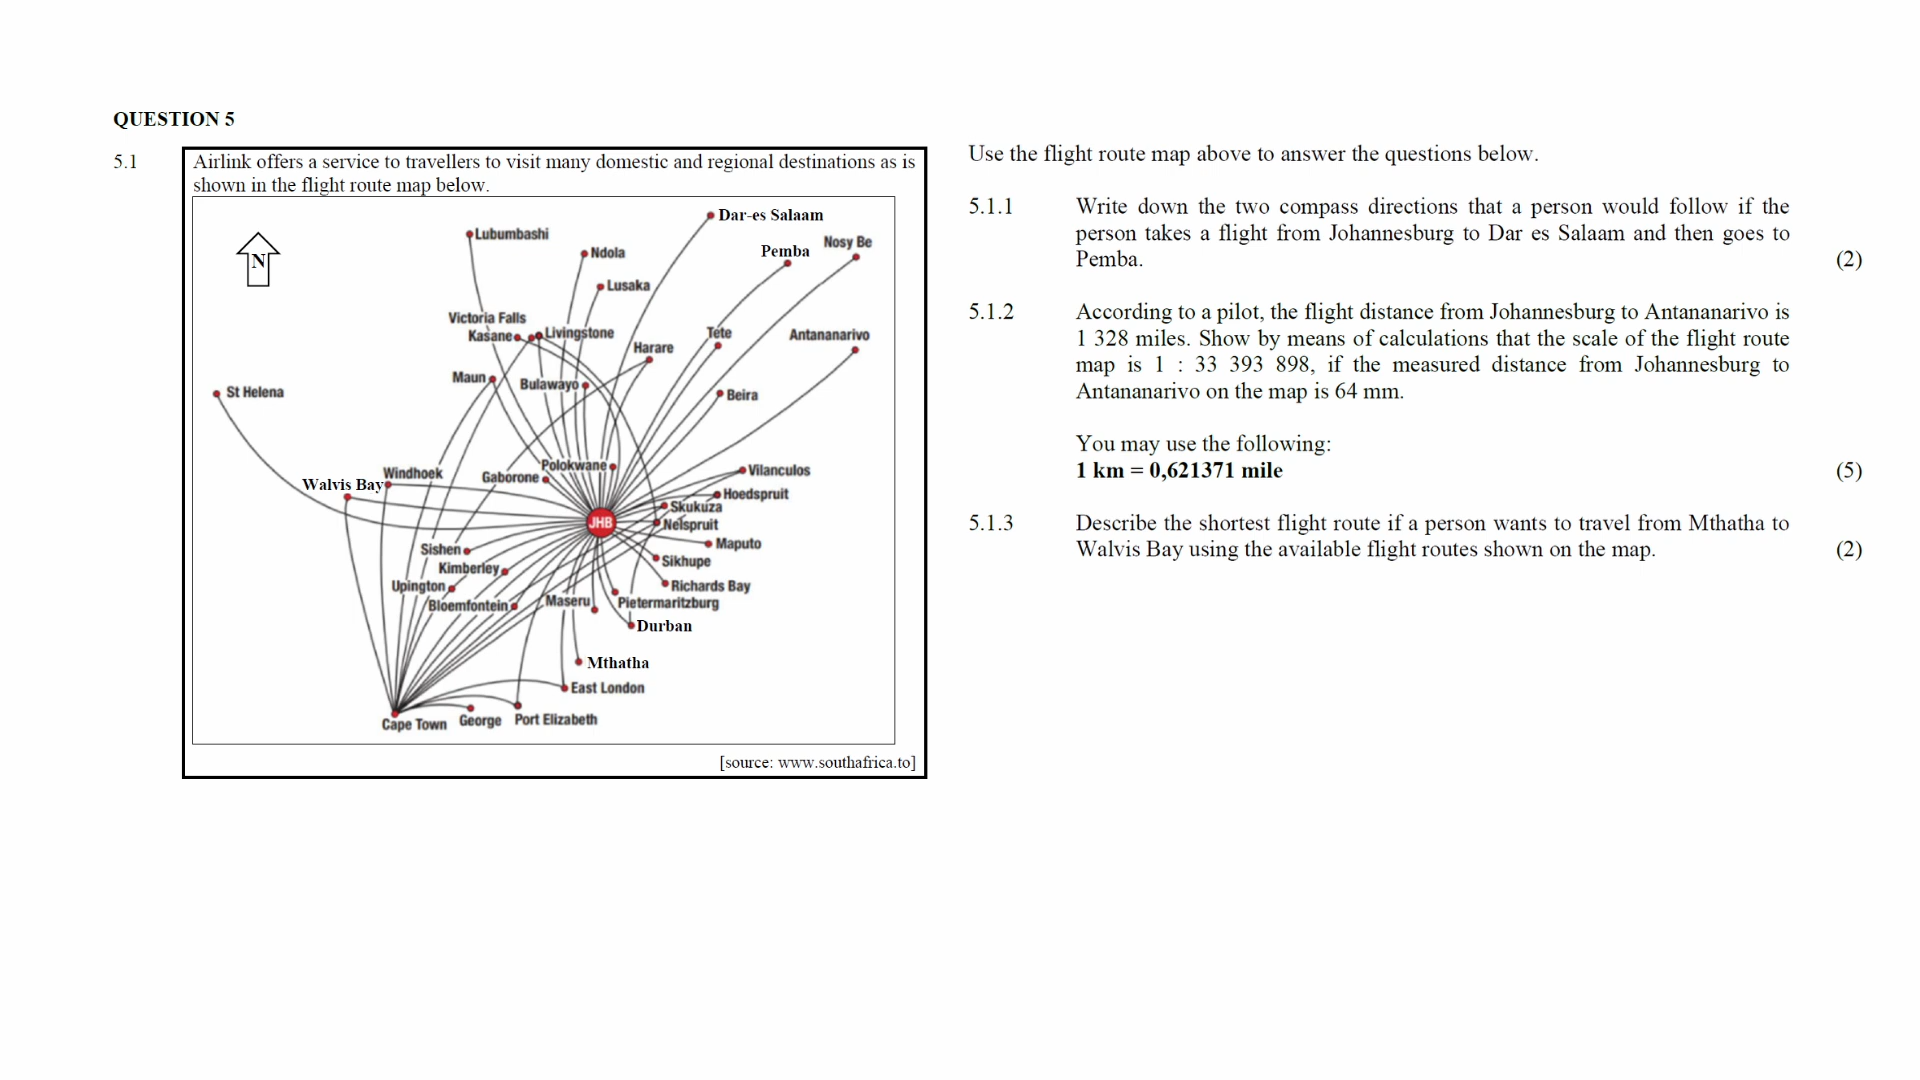 QUESTION 5
5.1
Airlink offers a service to travellers to visit many domestic and regional destinations as is
shown in the flight route map below.
N
Dar-es Salaam
Lubumbashi
Nosy Be
Pemba
Ndola
Lusaka
Victoria Falls
Livingstone
Kasane
Tete
Antananarivo
Harare
Maun
Bulawayo
St Helena
Beira
Polokwane
Vilanculos
Windhoek
Gaborone
Walvis Bay
Hoedspruit
Skukuza
JHB
Nelspruit
Maputo
Sishen
Sikhupe
Kimberley
Upington
Richards Bay
Maseru
Pietermaritzburg
Bloemfontein
Durban
Mthatha
East London
Cape Town
George
Port Elizabeth
[source: www.southafrica.to]
Use the flight route map above to answer the questions below.
5.1.1 Write down the two compass directions that a person would follow if the
person takes a flight from Johannesburg to Dar es Salaam and then goes to
Pemba. (2)
5.1.2 According to a pilot, the flight distance from Johannesburg to Antananarivo is
1 328 miles. Show by means of calculations that the scale of the flight route
map is 1 : 33 393 898, if the measured distance from Johannesburg to
Antananarivo on the map is 64 mm.
You may use the following:
1 km = 0,621371 mile (5)
5.1.3 Describe the shortest flight route if a person wants to travel from Mthatha to
Walvis Bay using the available flight routes shown on the map. (2)